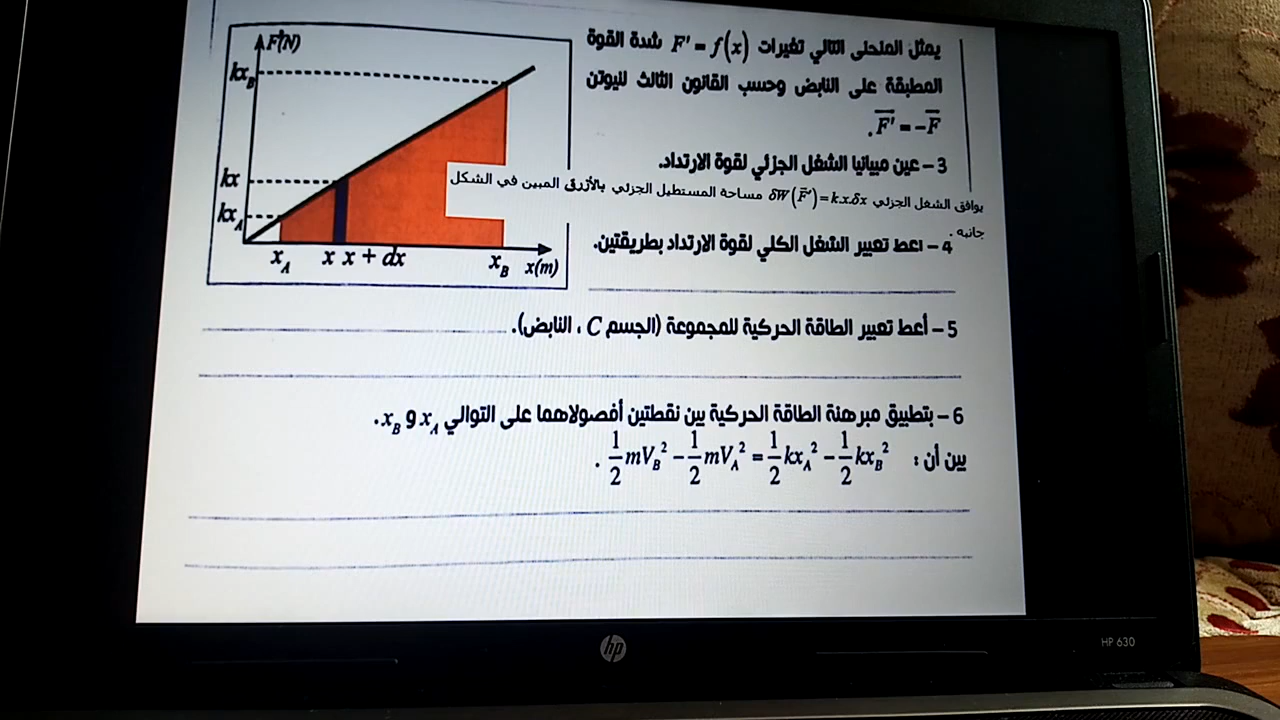 يمثل المنحنى التالي تغيرات F' = f(x) شدة القوة
المطبقة على النابض وحسب القانون الثالث لنيوتن
F' = -F .
3 – عين مبيانيا الشغل الجزئي لقوة الارتداد.
يوافق الشغل الجزئي δW(F')=k.x.δx مساحة المستطيل الجزئي بالأزرق المبين في الشكل
جانبه .
4 – اعط تعبير الشغل الكلي لقوة الارتداد بطريقتين.
F'(N)
kx_B
kx
kx_A
x_A x x + dx x_B x(m)
5 – أعط تعبير الطاقة الحركية للمجموعة (الجسم C ، النابض).
6 – بتطبيق مبرهنة الطاقة الحركية بين نقطتين أفصولاهما على التوالي x_A و x_B .
بين أن : 1/2 mV_B² – 1/2 mV_A² = 1/2 kx_A² – 1/2 kx_B² .
hp
HP 630